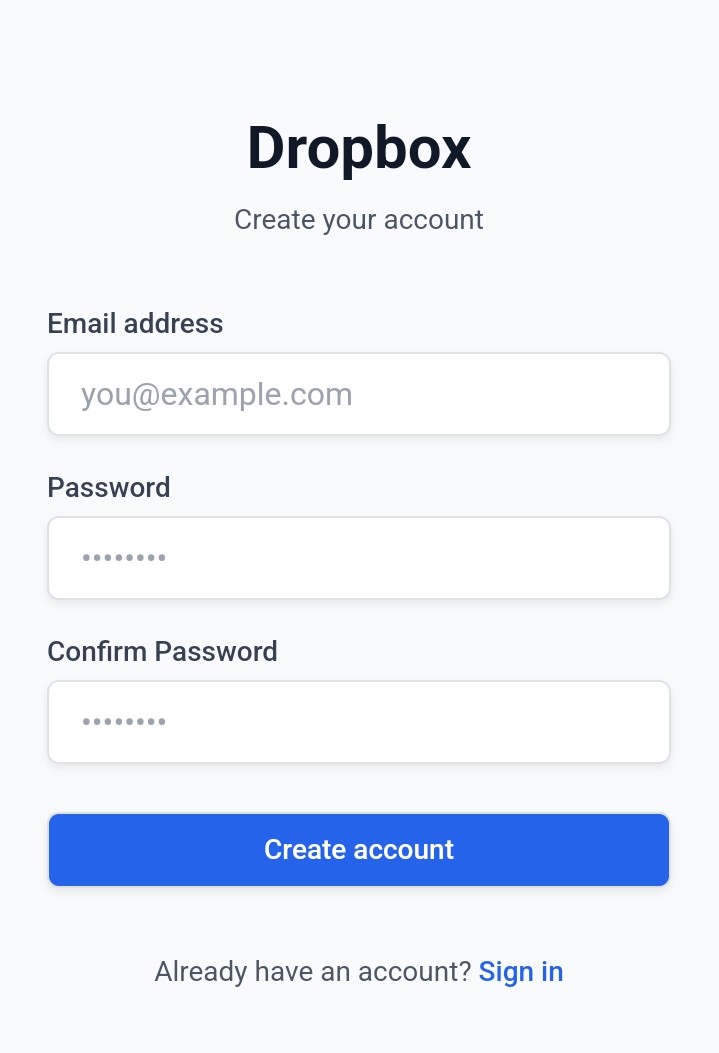 Dropbox
Create your account
Email address
you@example.com
Password
••••••••
Confirm Password
••••••••
Create account
Already have an account? Sign in